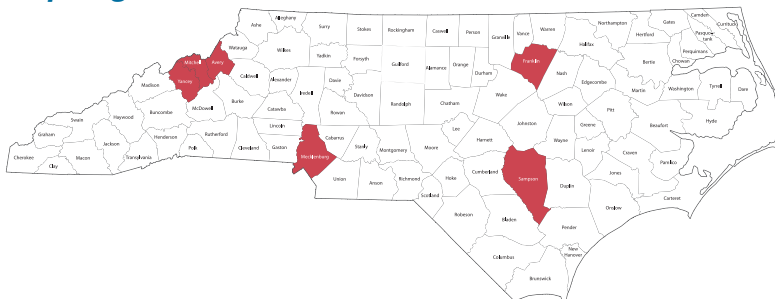 Alleghany
Ashe
Surry
Stokes
Rockingham
Caswell
Person
Granville
Vance
Warren
Northampton
Gates
Camden
Currituck
Pasquo-
tank
Perquimans
Chowan
Hertford
Halifax
Bertie
Watauga
Wilkes
Yadkin
Forsyth
Guilford
Alamance
Orange
Durham
Franklin
Nash
Edgecombe
Martin
Washington
Tyrell
Dare
Mitchell
Avery
Yancey
Caldwell
Alexander
Iredell
Davie
Davidson
Randolph
Chatham
Wake
Wilson
Pitt
Beaufort
Hyde
Madison
Buncombe
McDowell
Burke
Catawba
Rowan
Johnston
Greene
Wayne
Lenoir
Craven
Pamlico
Swain
Haywood
Graham
Jackson
Henderson
Rutherford
Polk
Cleveland
Lincoln
Gaston
Cabarrus
Mecklenburg
Stanly
Montgomery
Moore
Lee
Harnett
Cherokee
Clay
Macon
Transylvania
Union
Anson
Richmond
Scotland
Hoke
Cumberland
Sampson
Duplin
Jones
Onslow
Carteret
Robeson
Bladen
Pender
Columbus
Brunswick
New
Hanover